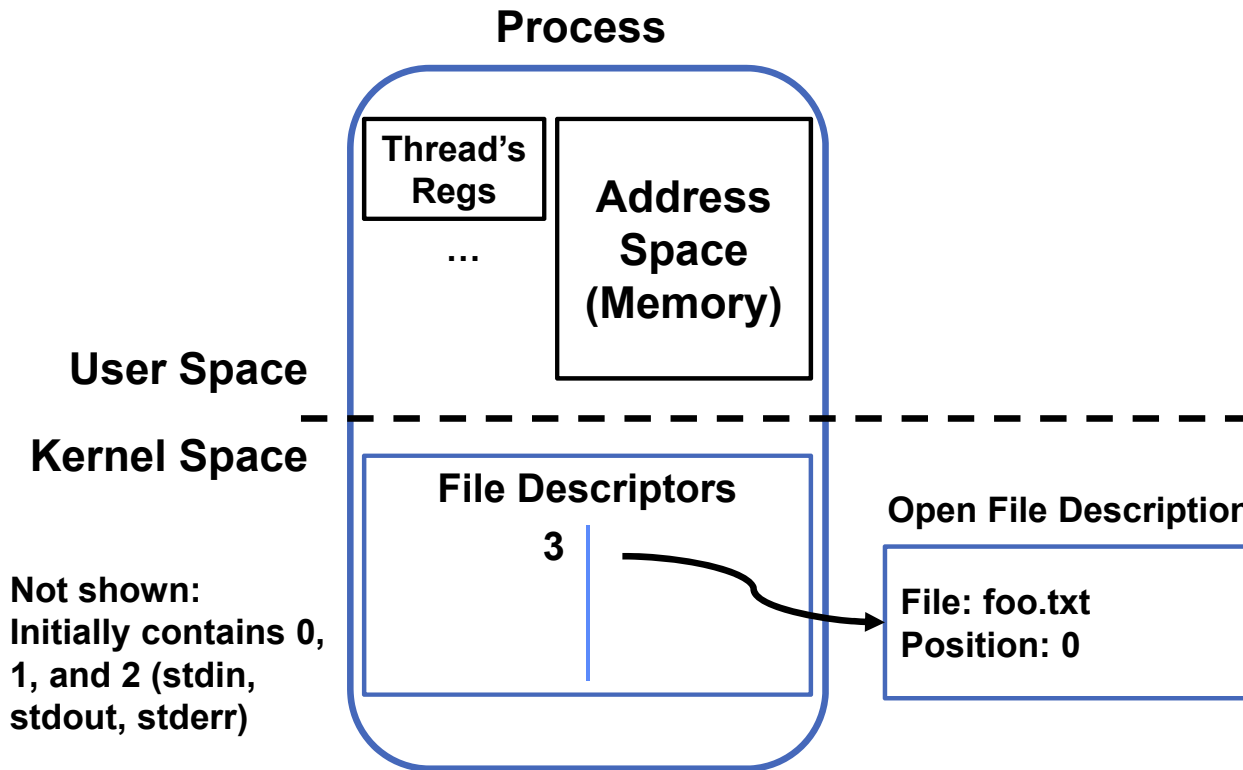 Process
Thread's
Regs
...
Address
Space
(Memory)
User Space
Kernel Space
File Descriptors
3
Open File Description
File: foo.txt
Position: 0
Not shown:
Initially contains 0,
1, and 2 (stdin,
stdout, stderr)